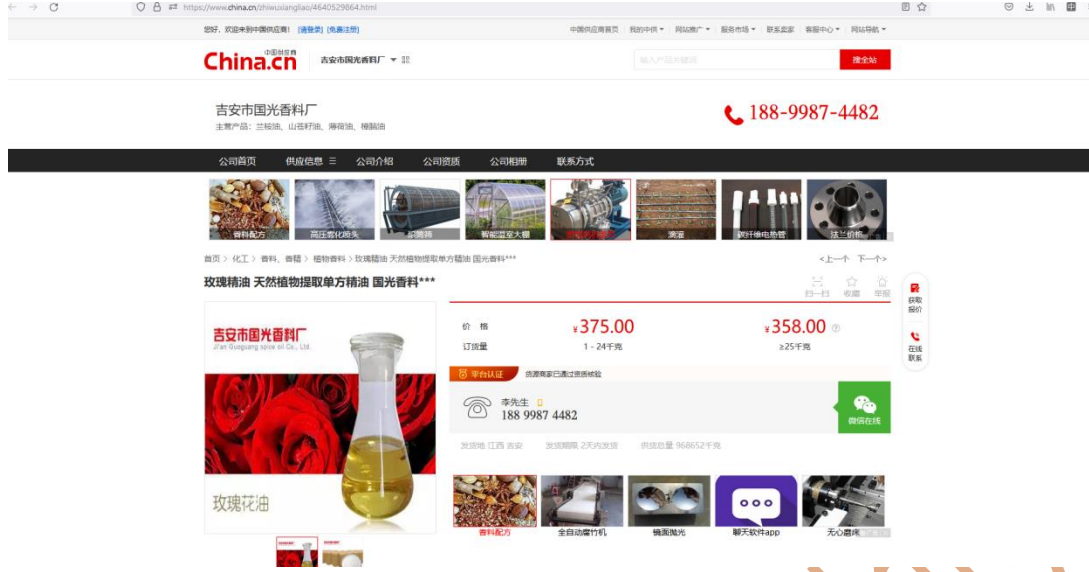 https://www.china.cn/zhiwuxiangliao/4640529864.html
您好，欢迎来到中国供应商！ [请登录] [免费注册]
中国供应商首页 我的中供 网站推广 服务市场 联系卖家 客服中心 网站导航
中国供应商
China.cn
吉安市国光香料厂
输入产品关键词
搜全站
吉安市国光香料厂
主营产品：兰桉油、山苍籽油、薄荷油、樟脑油
188-9987-4482
公司首页 供应信息 公司介绍 公司资质 公司相册 联系方式
香料配方 高压雾化喷头 滚筒筛 智能温室大棚 滴灌 碳纤维电热管 法兰价格
首页 > 化工 > 香料、香精 > 植物香料 > 玫瑰精油 天然植物提取单方精油 国光香料***
<上一个 下一个>
玫瑰精油 天然植物提取单方精油 国光香料***
扫一扫 收藏 举报
获取
报价
在线
联系
吉安市国光香料厂
Ji'an Guoguang spice oil Co., Ltd.
玫瑰花油
价 格 ¥375.00 ¥358.00
订货量 1 - 24千克 ≥25千克
平台认证 货源商家已通过资质核验
李先生
188 9987 4482
微信在线
发货地 江西 吉安 发货期限 2天内发货 供货总量 968652千克
香料配方 全自动腐竹机 镜面抛光 聊天软件app 无心磨床